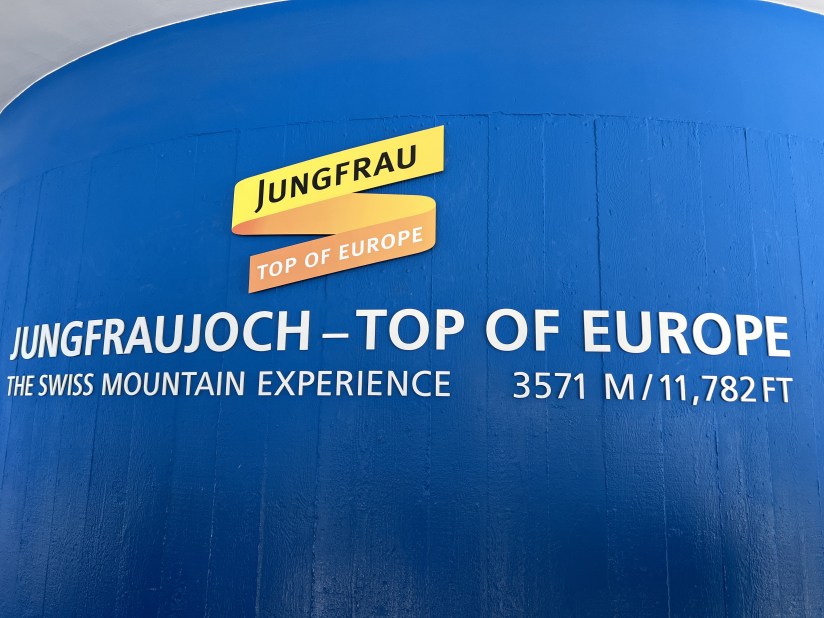 JUNGFRAU
TOP OF EUROPE
JUNGFRAUJOCH – TOP OF EUROPE
THE SWISS MOUNTAIN EXPERIENCE 3571 M / 11,782 FT